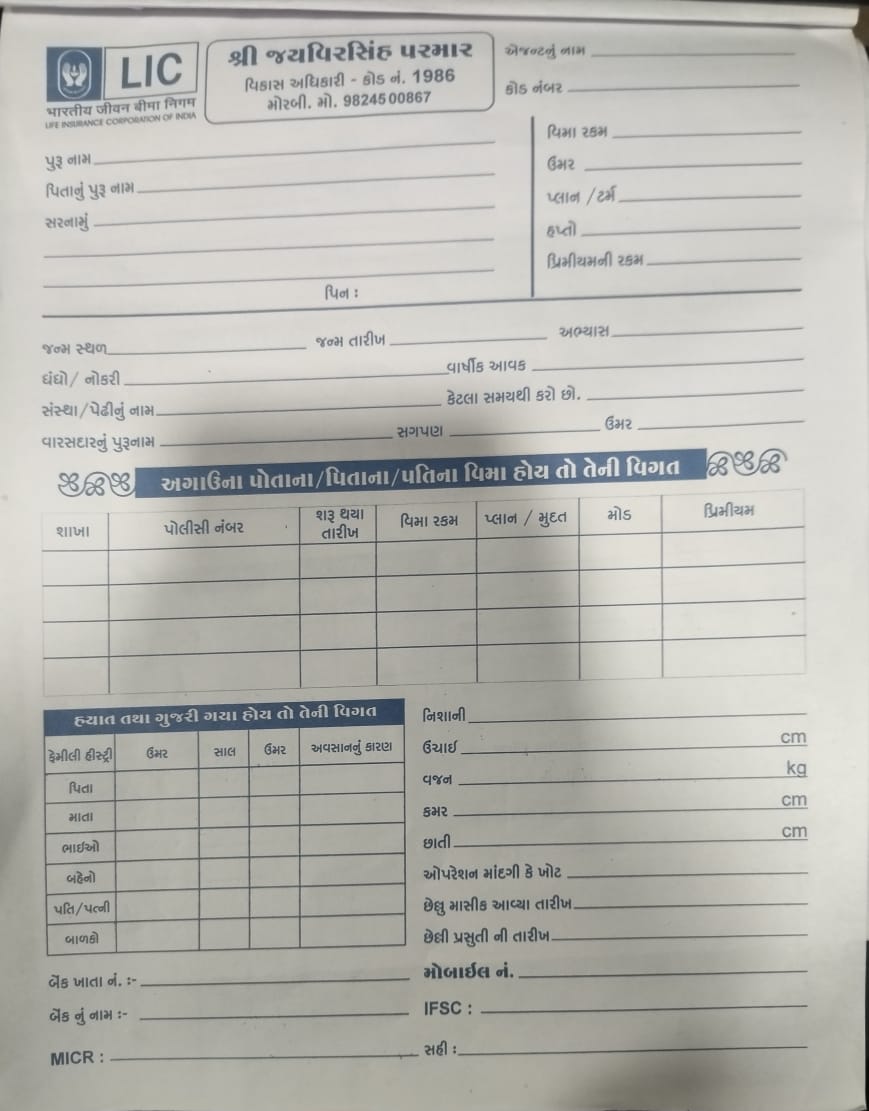 LIC
भारतीय जीवन बीमा निगम
LIFE INSURANCE CORPORATION OF INDIA
શ્રી જયવિરસિંહ પરમાર
વિકાસ અધિકારી - કોડ નં. 1986
મોરબી. મો. 9824500867
એજન્ટનું નામ
કોડ નંબર
પુરૂ નામ
પિતાનું પુરૂ નામ
સરનામું
પિન :
વિમા રકમ
ઉંમર
પ્લાન / ટર્મ
હપ્તો
પ્રિમીયમની રકમ
જન્મ સ્થળ જન્મ તારીખ અભ્યાસ
ધંધો / નોકરી વાર્ષીક આવક
સંસ્થા / પેઢીનું નામ કેટલા સમયથી કરો છો.
વારસદારનું પુરૂનામ સગપણ ઉંમર
અગાઉના પોતાના/પિતાના/પતિના વિમા હોય તો તેની વિગત
શાખા પોલીસી નંબર શરૂ થયા તારીખ વિમા રકમ પ્લાન / મુદત મોડ પ્રિમીયમ
હયાત તથા ગુજરી ગયા હોય તો તેની વિગત
ફેમીલી હીસ્ટ્રી ઉંમર સાલ ઉંમર અવસાનનું કારણ
પિતા
માતા
ભાઈઓ
બહેનો
પતિ/પત્ની
બાળકો
નિશાની
ઉંચાઈ cm
વજન kg
કમર cm
છાતી cm
ઓપરેશન માંદગી કે ખોટ
છેલ્લુ માસીક આવ્યા તારીખ
છેલ્લી પ્રસુતી ની તારીખ
બેંક ખાતા નં. :- મોબાઈલ નં.
બેંક નું નામ :- IFSC :
MICR : સહી :